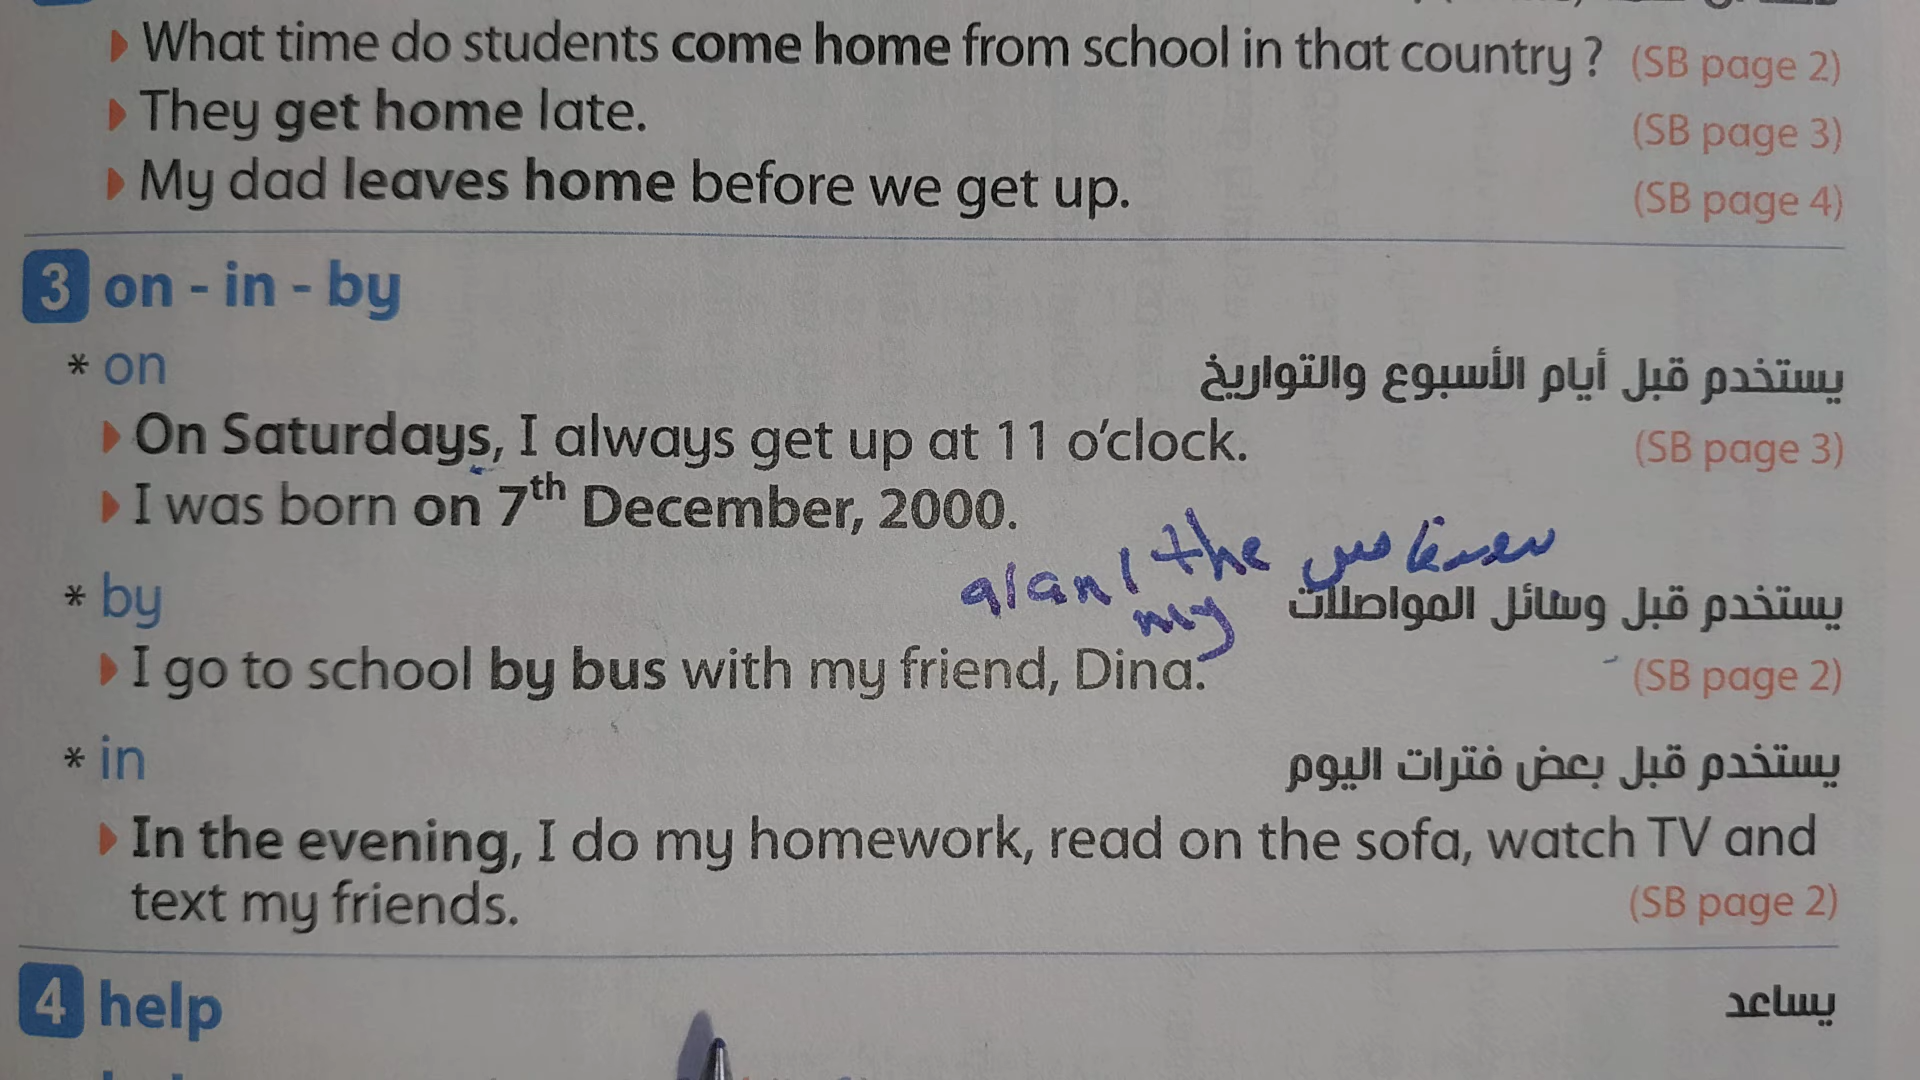 What time do students come home from school in that country ? (SB page 2)
They get home late. (SB page 3)
My dad leaves home before we get up. (SB page 4)
3 on - in - by
* on يستخدم قبل أيام الأسبوع والتواريخ
On Saturdays, I always get up at 11 o'clock. (SB page 3)
I was born on 7th December, 2000.
a/an/the
my
* by يستخدم قبل وسائل المواصلات
I go to school by bus with my friend, Dina. (SB page 2)
* in يستخدم قبل بعض فترات اليوم
In the evening, I do my homework, read on the sofa, watch TV and
text my friends. (SB page 2)
4 help يساعد